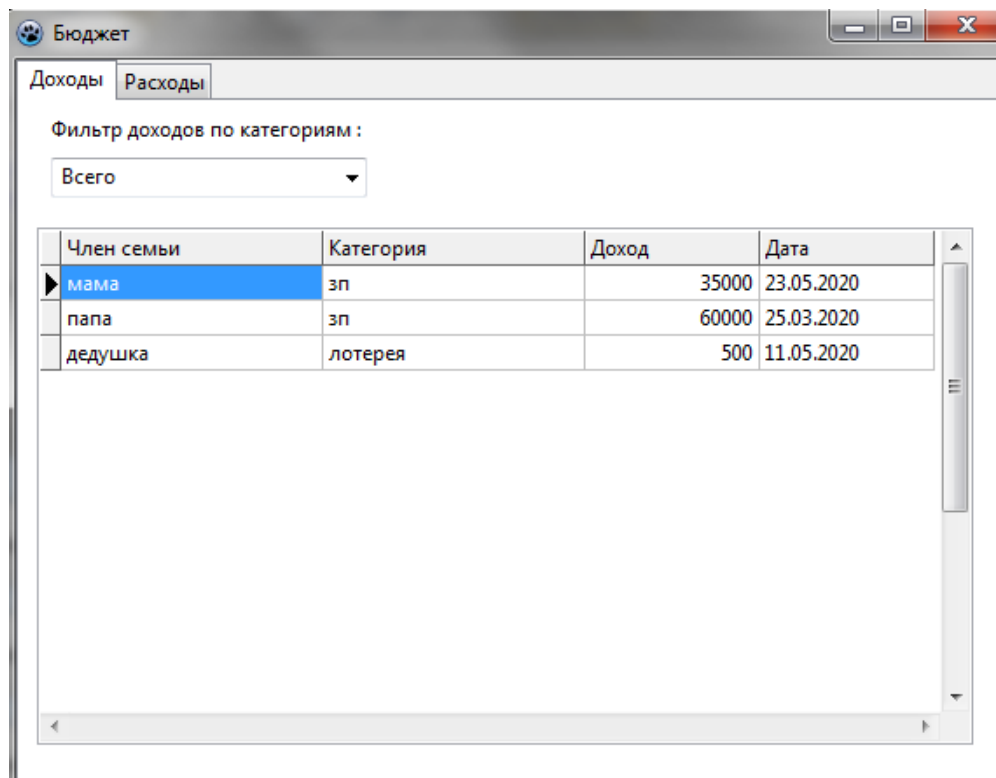 Бюджет
Доходы Расходы
Фильтр доходов по категориям :
Всего
Член семьи Категория Доход Дата
мама зп 35000 23.05.2020
папа зп 60000 25.03.2020
дедушка лотерея 500 11.05.2020